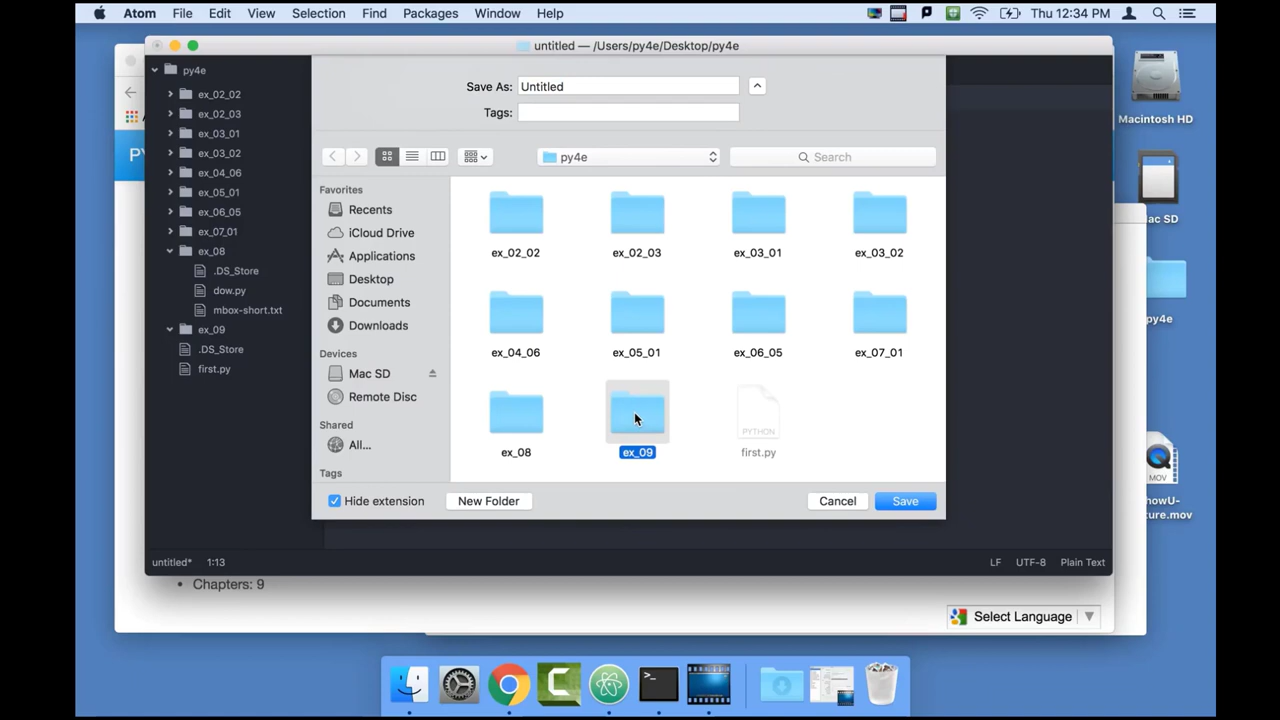 Atom File Edit View Selection Find Packages Window Help Thu 12:34 PM
untitled — /Users/py4e/Desktop/py4e
py4e
ex_02_02
ex_02_03
ex_03_01
ex_03_02
ex_04_06
ex_05_01
ex_06_05
ex_07_01
ex_08
.DS_Store
dow.py
mbox-short.txt
ex_09
.DS_Store
first.py
Save As: Untitled
Tags:
py4e
Search
Favorites
Recents
iCloud Drive
Applications
Desktop
Documents
Downloads
Devices
Mac SD
Remote Disc
Shared
All...
Tags
ex_02_02 ex_02_03 ex_03_01 ex_03_02
ex_04_06 ex_05_01 ex_06_05 ex_07_01
PYTHON
ex_08 ex_09 first.py
Hide extension New Folder Cancel Save
untitled* 1:13 LF UTF-8 Plain Text
• Chapters: 9
Select Language
Macintosh HD
ac SD
py4e
MOV
ure.mov